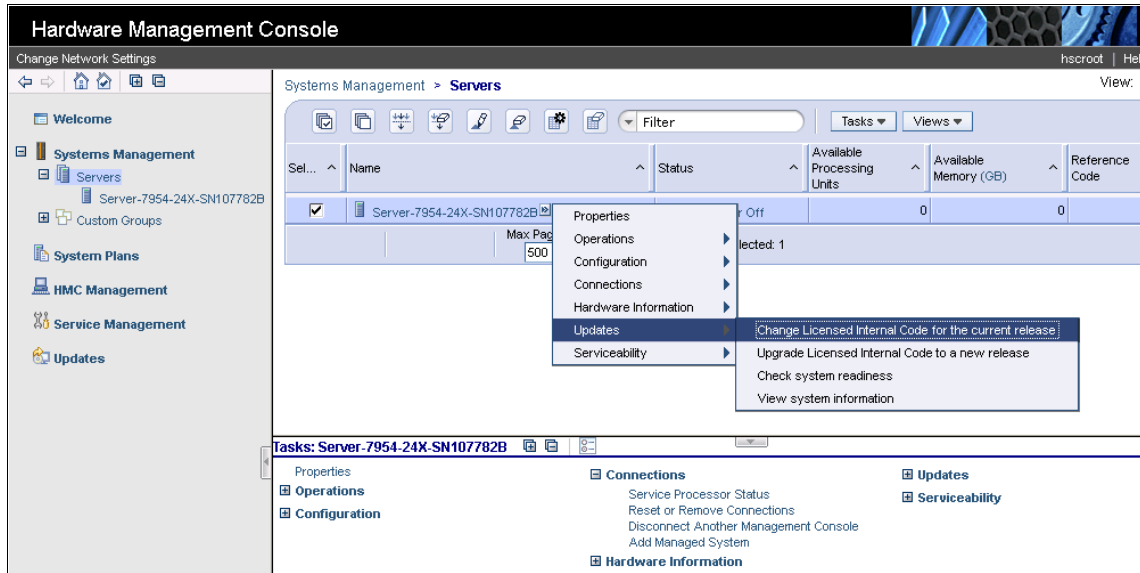 Hardware Management Console
Change Network Settings
hscroot | Hel
Systems Management > Servers
View:
Welcome
Systems Management
Servers
Server-7954-24X-SN107782B
Custom Groups
System Plans
HMC Management
Service Management
Updates
Filter
Tasks
Views
Sel...
Name
Status
Available Processing Units
Available Memory (GB)
Reference Code
Server-7954-24X-SN107782B
r Off
0
0
Max Pag
500
lected: 1
Properties
Operations
Configuration
Connections
Hardware Information
Updates
Serviceability
Change Licensed Internal Code for the current release
Upgrade Licensed Internal Code to a new release
Check system readiness
View system information
Tasks: Server-7954-24X-SN107782B
Properties
Operations
Configuration
Connections
Service Processor Status
Reset or Remove Connections
Disconnect Another Management Console
Add Managed System
Hardware Information
Updates
Serviceability